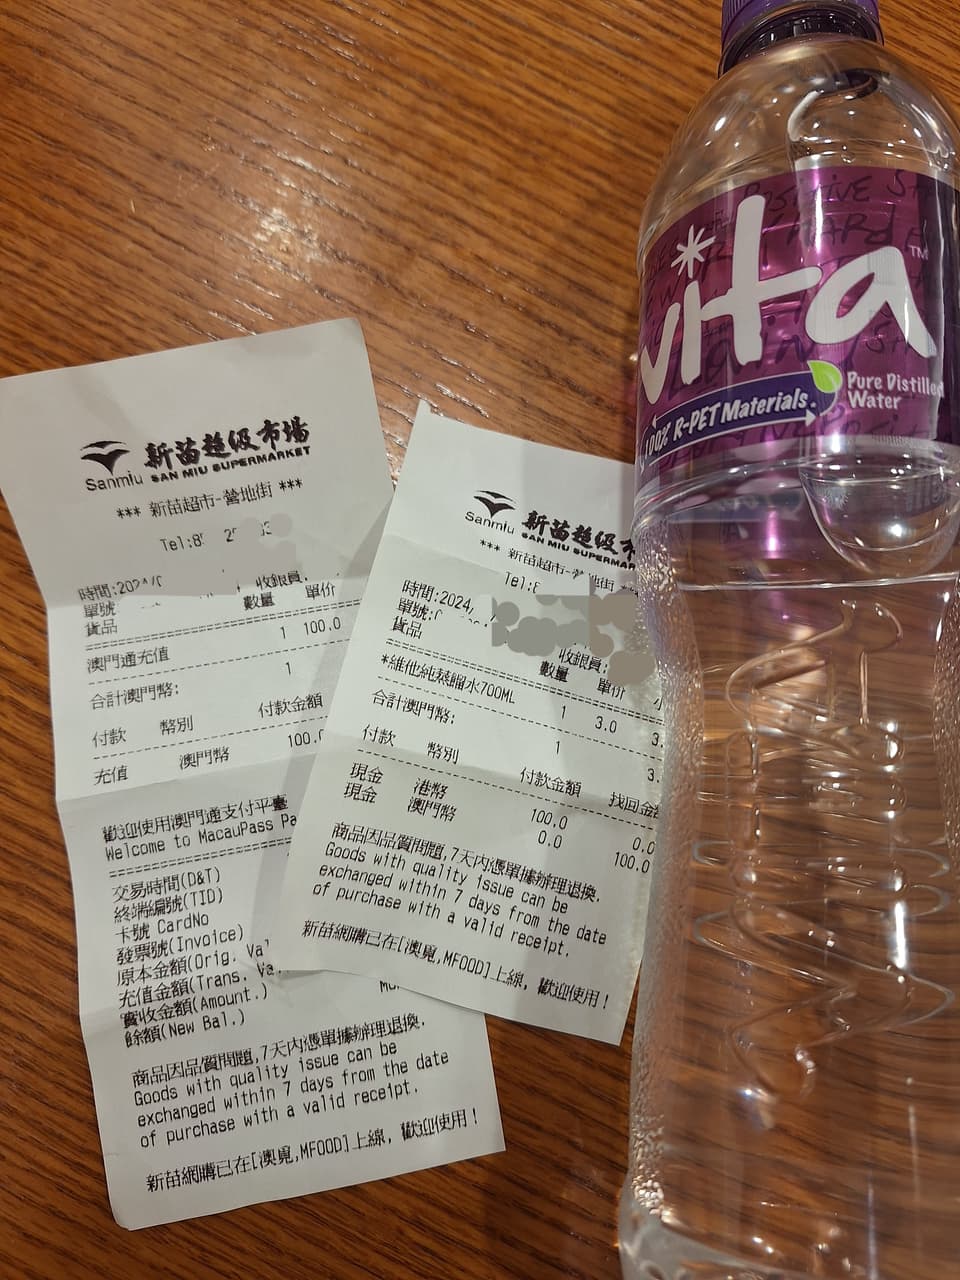 Sanmiu 新苗超级市場
SAN MIU SUPERMARKET
*** 新苗超市-營地街 ***
Tel:8
時間:2024/0
收銀員
單號
貨品 數量 單价
澳門通充值 1 100.0
合計澳門幣: 1
付款 幣別 付款金額
充值 澳門幣 100.0
歡迎使用澳門通支付平臺
Welcome to MacauPass Pa
交易時間(D&T)
終端編號(TID)
卡號 CardNo
發票號(Invoice)
原本金額(Orig. Val
充值金額(Trans. Va
實收金額(Amount.)
餘額(New Bal.)
商品因品質問題,7天內憑單據辦理退換.
Goods with quality issue can be
exchanged within 7 days from the date
of purchase with a valid receipt.
新苗網購已在[澳覓,MFOOD]上線, 歡迎使用!
Sanmiu 新苗超级市
SAN MIU SUPERMAR
*** 新苗超市-營地街
Tel:
時間:2024/
單號:
收銀員:
貨品 數量 單价 小
*維他純蒸餾水700ML 1 3.0 3.
合計澳門幣: 1 3.
付款 幣別 付款金額 找回金額
現金 港幣 100.0 0.0
現金 澳門幣 0.0 100.0
商品因品質問題,7天內憑單據辦理退換.
Goods with quality issue can be
exchanged within 7 days from the date
of purchase with a valid receipt.
新苗網購已在[澳覓,MFOOD]上線, 歡迎使用!
vita™
100% R-PET Materials.
Pure Distilled
Water